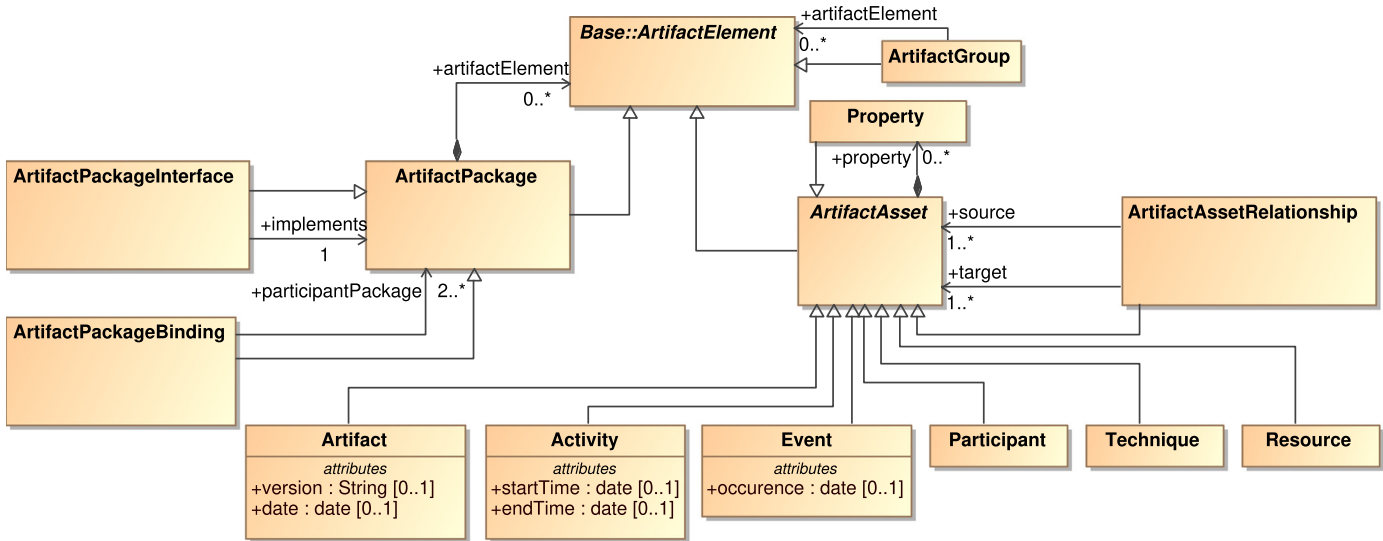 +artifactElement
Base::ArtifactElement
0..*
ArtifactGroup
+artifactElement
0..*
Property
+property 0..*
ArtifactPackageInterface
ArtifactPackage
ArtifactAsset
+source
ArtifactAssetRelationship
+implements
1..*
1
+target
+participantPackage 2..*
1..*
ArtifactPackageBinding
Artifact
attributes
+version : String [0..1]
+date : date [0..1]
Activity
attributes
+startTime : date [0..1]
+endTime : date [0..1]
Event
attributes
+occurence : date [0..1]
Participant
Technique
Resource